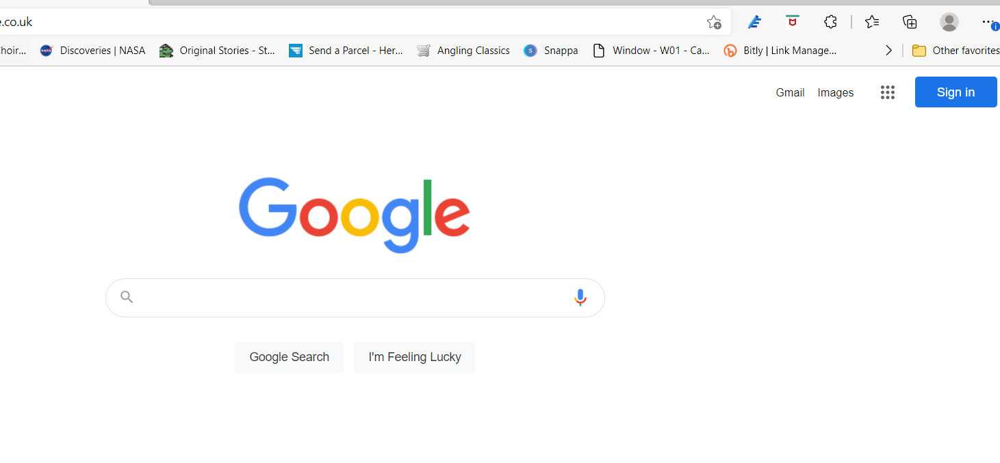 .co.uk
hoir... Discoveries | NASA Original Stories - St... Send a Parcel - Her... Angling Classics Snappa Window - W01 - Ca... Bitly | Link Manage... Other favorites
Gmail Images Sign in
Google
Google Search I'm Feeling Lucky